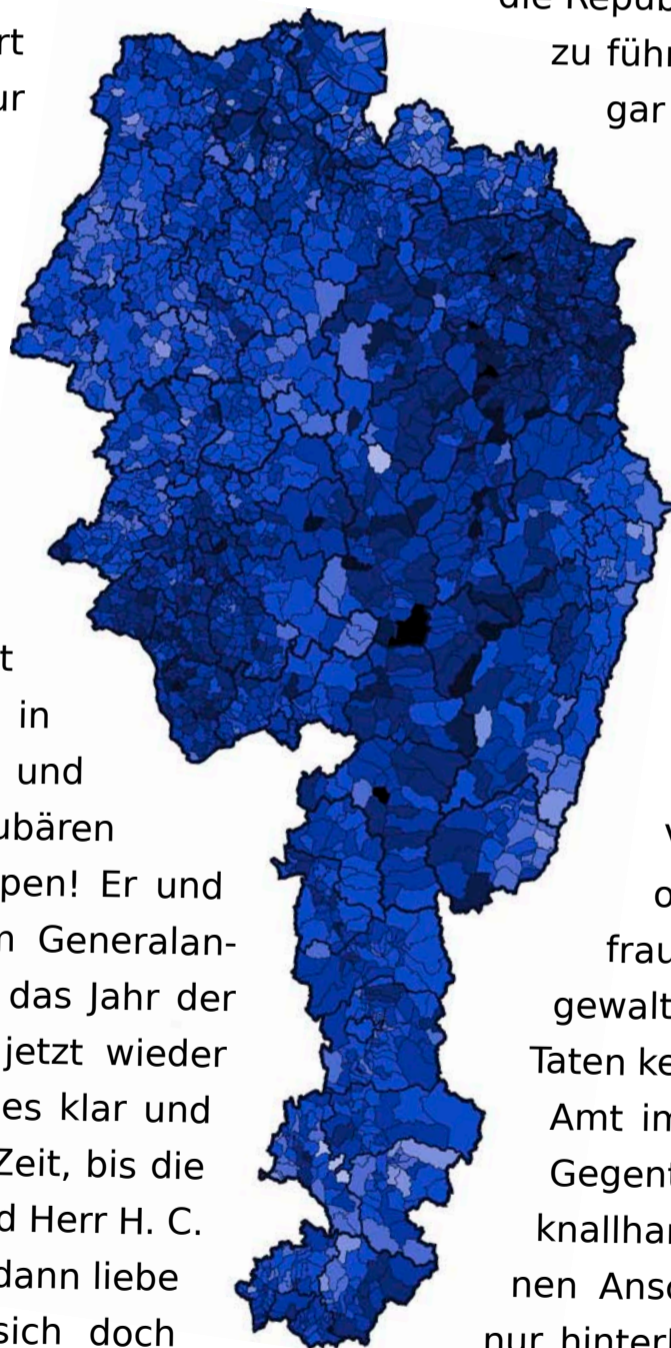 rt
ur
t
in
und
ubären
pen! Er und
n Generalan-
das Jahr der
jetzt wieder
es klar und
Zeit, bis die
d Herr H. C.
dann liebe
sich doch
die Repub
zu führ
gar
o
frau
gewalt
Taten ke
Amt im
Gegent
knallhar
nen Ansc
nur hinterl